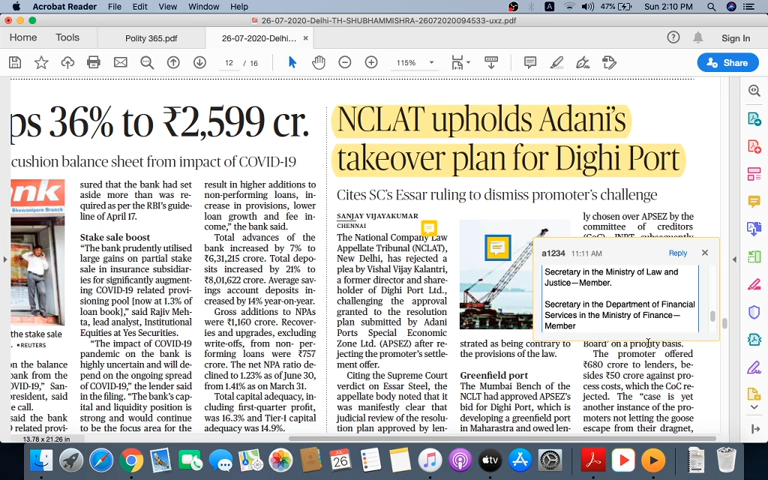 Acrobat Reader File Edit View Sign Window Help
47% Sun 2:10 PM
26-07-2020-Delhi-TH-SHUBHAMMISHRA-26072020094533-uxz.pdf
Home Tools Polity 365.pdf 26-07-2020-Delhi... × Sign In
12 / 16 115% Share
ps 36% to ₹2,599 cr.
cushion balance sheet from impact of COVID-19
nk
the stake sale
• REUTERS
n the balance
bank from the
OVID-19," San-
resident, said
e call.
said the bank
related provi-
sured that the bank had set
aside more than was re-
quired as per the RBI's guide-
line of April 17.
Stake sale boost
"The bank prudently utilised
large gains on partial stake
sale in insurance subsidiar-
ies for significantly augment-
ing COVID-19 related provi-
sioning pool [now at 1.3% of
loan book]," said Rajiv Meh-
ta, lead analyst, Institutional
Equities at Yes Securities.
"The impact of COVID-19
pandemic on the bank is
highly uncertain and will de-
pend on the ongoing spread
of COVID-19," the lender said
in the filing. "The bank's cap-
ital and liquidity position is
strong and would continue
to be the focus area for the
result in higher additions to
non-performing loans, in-
crease in provisions, lower
loan growth and fee in-
come," the bank said.
Total advances of the
bank increased by 7% to
₹6,31,215 crore. Total depo-
sits increased by 21% to
₹8,01,622 crore. Average sav-
ings account deposits in-
creased by 14% year-on-year.
Gross additions to NPAs
were ₹1,160 crore. Recover-
ies and upgrades, excluding
write-offs, from non- per-
forming loans were ₹757
crore. The net NPA ratio de-
clined to 1.23% as of June 30,
from 1.41% as on March 31.
Total capital adequacy, in-
cluding first-quarter profit,
was 16.3% and Tier-1 capital
adequacy was 14.9%.
NCLAT upholds Adani's
takeover plan for Dighi Port
Cites SC's Essar ruling to dismiss promoter's challenge
SANJAY VIJAYAKUMAR
CHENNAI
The National Company Law
Appellate Tribunal (NCLAT),
New Delhi, has rejected a
plea by Vishal Vijay Kalantri,
a former director and share-
holder of Dighi Port Ltd.,
challenging the approval
granted to the resolution
plan submitted by Adani
Ports Special Economic
Zone Ltd. (APSEZ) after re-
jecting the promoter's settle-
ment offer.
Citing the Supreme Court
verdict on Essar Steel, the
appellate body noted that it
was manifestly clear that
judicial review of the resolu-
tion plan approved by len-
strated as being contrary to
the provisions of the law.
Greenfield port
The Mumbai Bench of the
NCLT had approved APSEZ's
bid for Dighi Port, which is
developing a greenfield port
in Maharastra and owed len-
ly chosen over APSEZ by the
committee of creditors
a1234 11:11 AM Reply ×
Secretary in the Ministry of Law and
Justice—Member.
Secretary in the Department of Financial
Services in the Ministry of Finance—
Member
Board' on a priority basis.
The promoter offered
₹680 crore to lenders, be-
sides ₹50 crore against pro-
cess costs, which the CoC re-
jected. The "case is yet
another instance of the pro-
moters not letting the goose
escape from their dragnet,
13.78 x 21.26 in
JUL
26